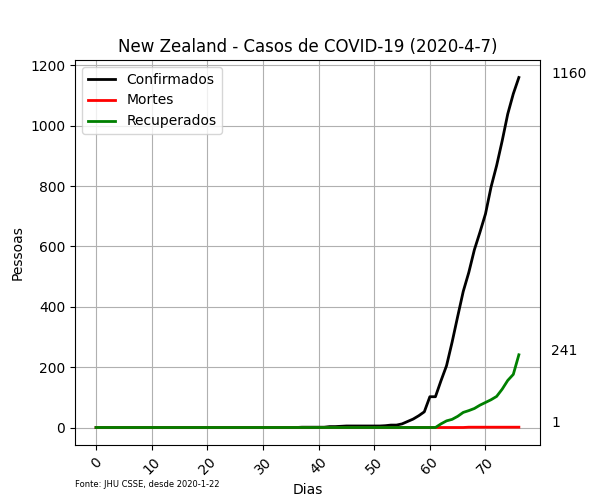 New Zealand - Casos de COVID-19 (2020-4-7)
Confirmados
Mortes
Recuperados
1200
1000
800
600
400
200
0
Pessoas
1160
241
1
0
10
20
30
40
50
60
70
Fonte: JHU CSSE, desde 2020-1-22
Dias